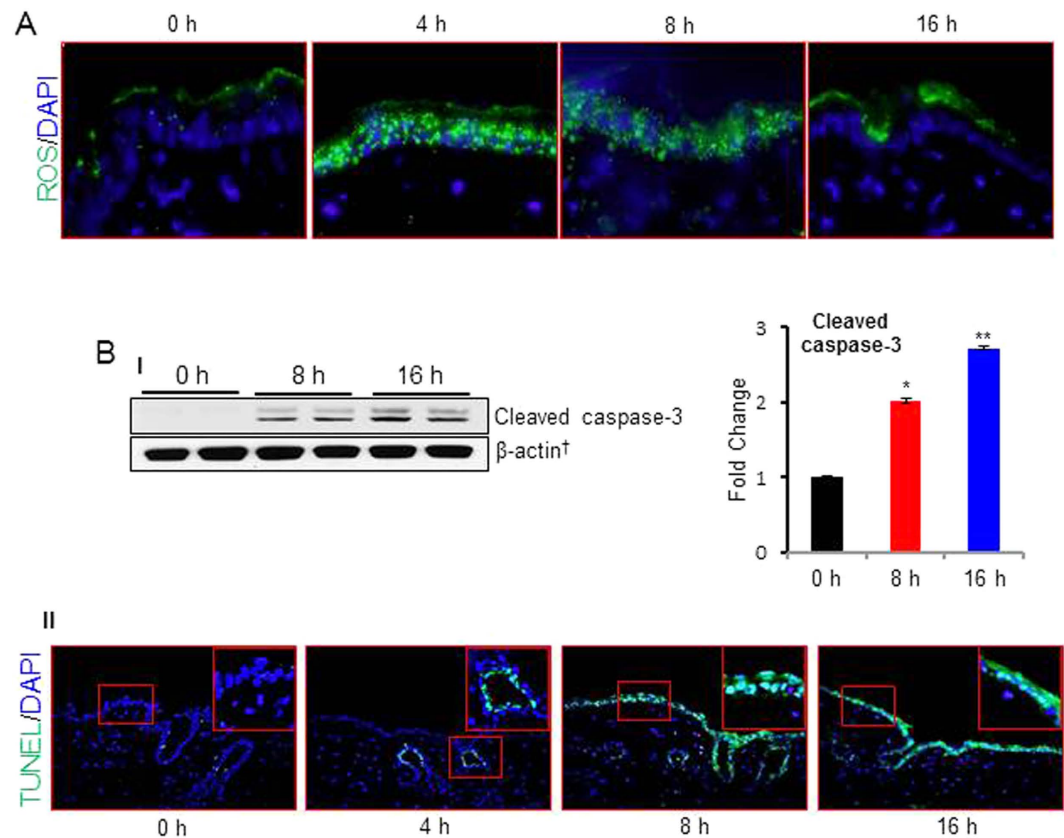 A
0 h 4 h 8 h 16 h
ROS/DAPI
B
I
0 h 8 h 16 h
Cleaved caspase-3
β-actin†
Cleaved
caspase-3
Fold Change
3
2
1
0
*
**
0 h 8 h 16 h
II
TUNEL/DAPI
0 h 4 h 8 h 16 h